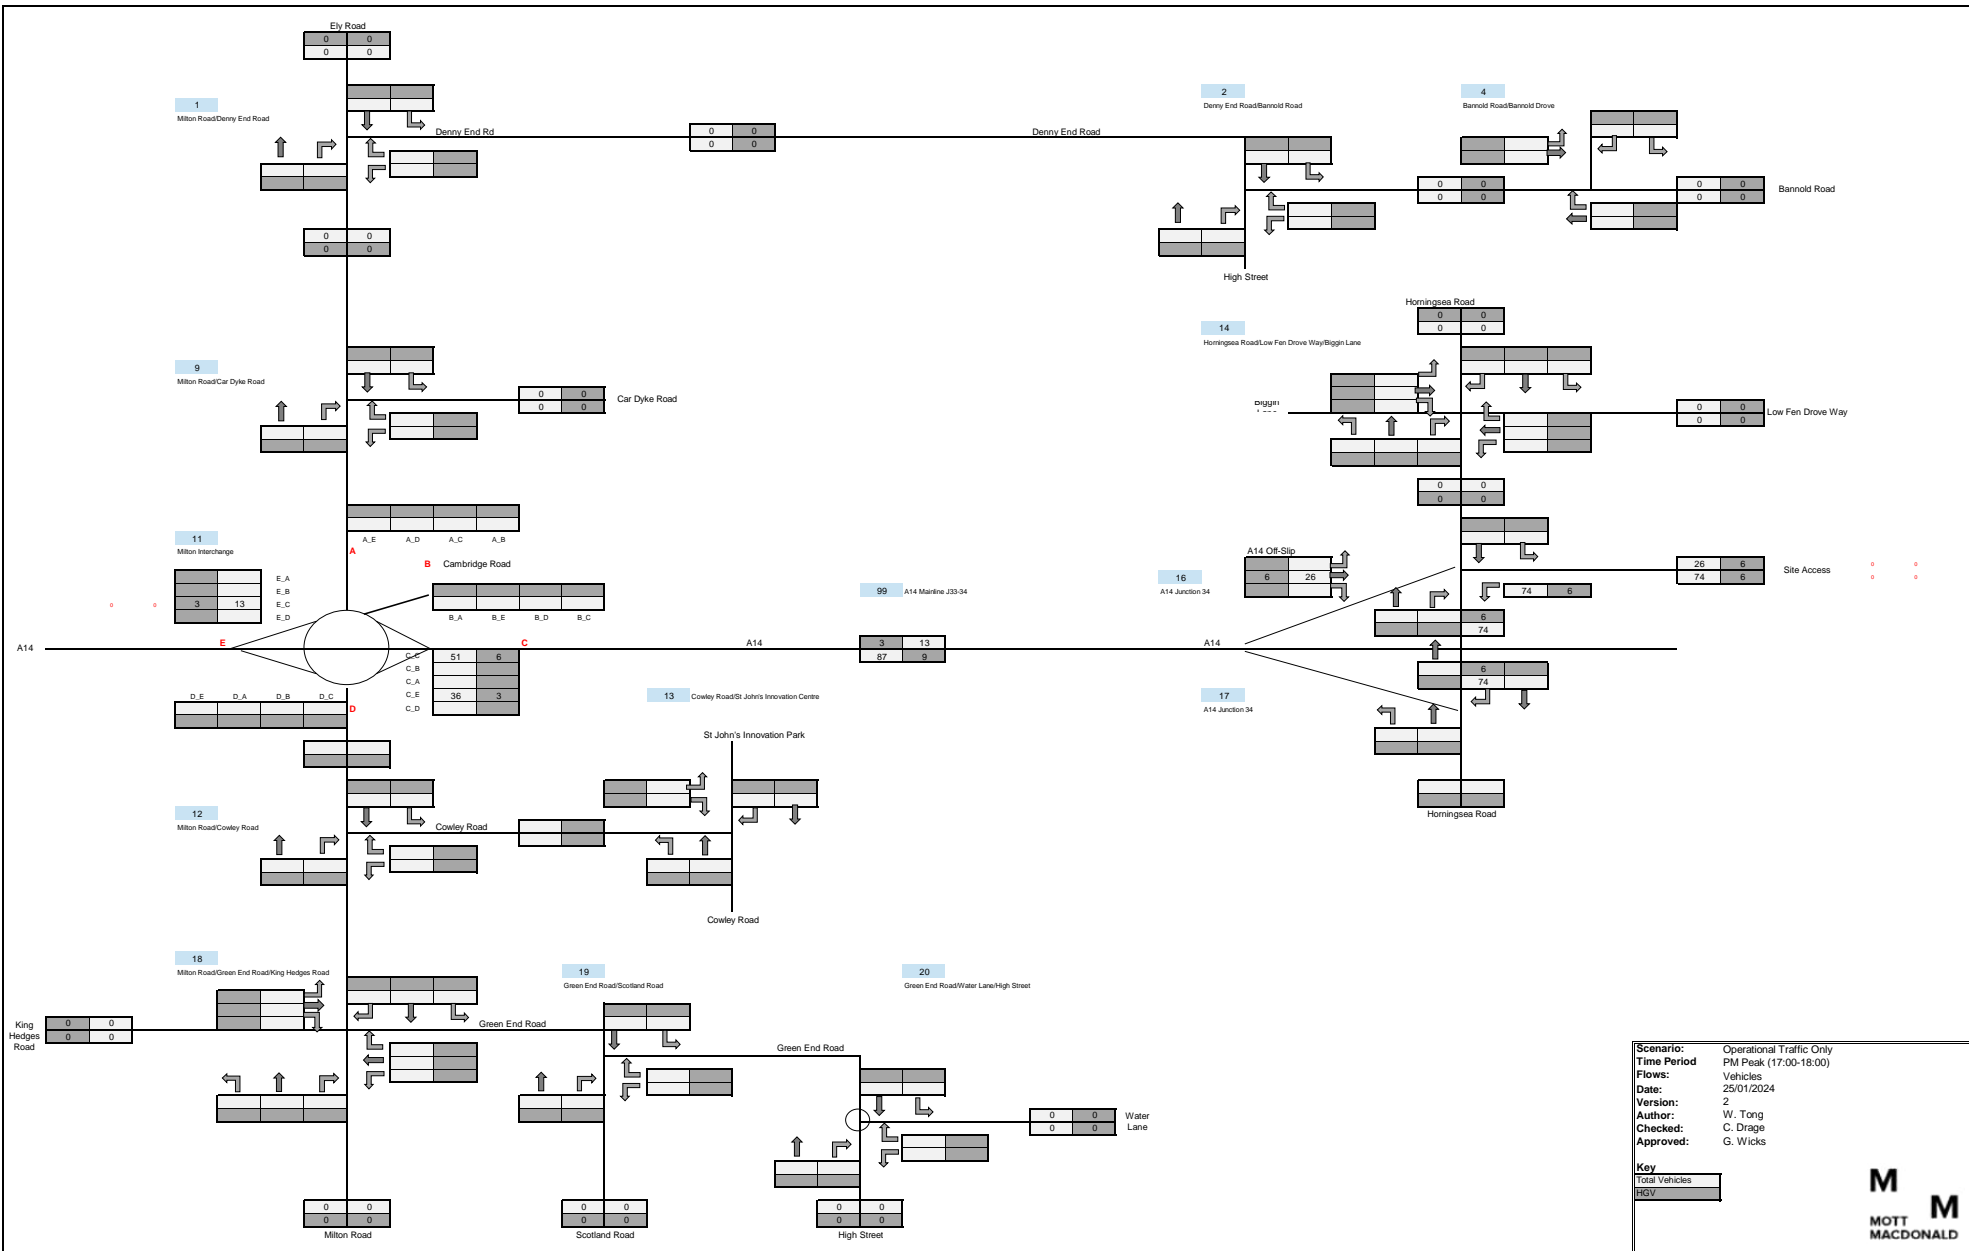 Ely Road
0 0
0 0
1
Milton Road/Denny End Road
Denny End Rd
0 0
0 0
Denny End Road
2
Denny End Road/Bannold Road
4
Bannold Road/Bannold Drove
0 0
0 0
0 0
0 0
Bannold Road
High Street
0 0
0 0
9
Milton Road/Car Dyke Road
0 0
0 0
Car Dyke Road
Horningsea Road
0 0
0 0
14
Horningsea Road/Low Fen Drove Way/Biggin Lane
Biggin
0 0
0 0
Low Fen Drove Way
0 0
0 0
A_E A_D A_C A_B
11
Milton Interchange
A
B Cambridge Road
E_A
E_B
3 13 E_C
E_D
0 0
B_A B_E B_D B_C
99 A14 Mainline J33-34
16
A14 Junction 34
A14 Off-Slip
6 26
26 6
74 6
Site Access
0 0
0 0
74 6
6
74
A14
E
C
A14
3 13
87 9
A14
C_C 51 6
C_B
C_A
C_E 36 3
C_D
6
74
D_E D_A D_B D_C
D
13 Cowley Road/St John's Innovation Centre
17
A14 Junction 34
St John's Innovation Park
12
Milton Road/Cowley Road
Cowley Road
Horningsea Road
Cowley Road
18
Milton Road/Green End Road/King Hedges Road
19
Green End Road/Scotland Road
20
Green End Road/Water Lane/High Street
King
Hedges
Road
0 0
0 0
Green End Road
Green End Road
0 0
0 0
Water
Lane
0 0
0 0
Milton Road
0 0
0 0
Scotland Road
0 0
0 0
High Street
Scenario: Operational Traffic Only
Time Period PM Peak (17:00-18:00)
Flows: Vehicles
Date: 25/01/2024
Version: 2
Author: W. Tong
Checked: C. Drage
Approved: G. Wicks
Key
Total Vehicles
HGV
M
M
MOTT
MACDONALD